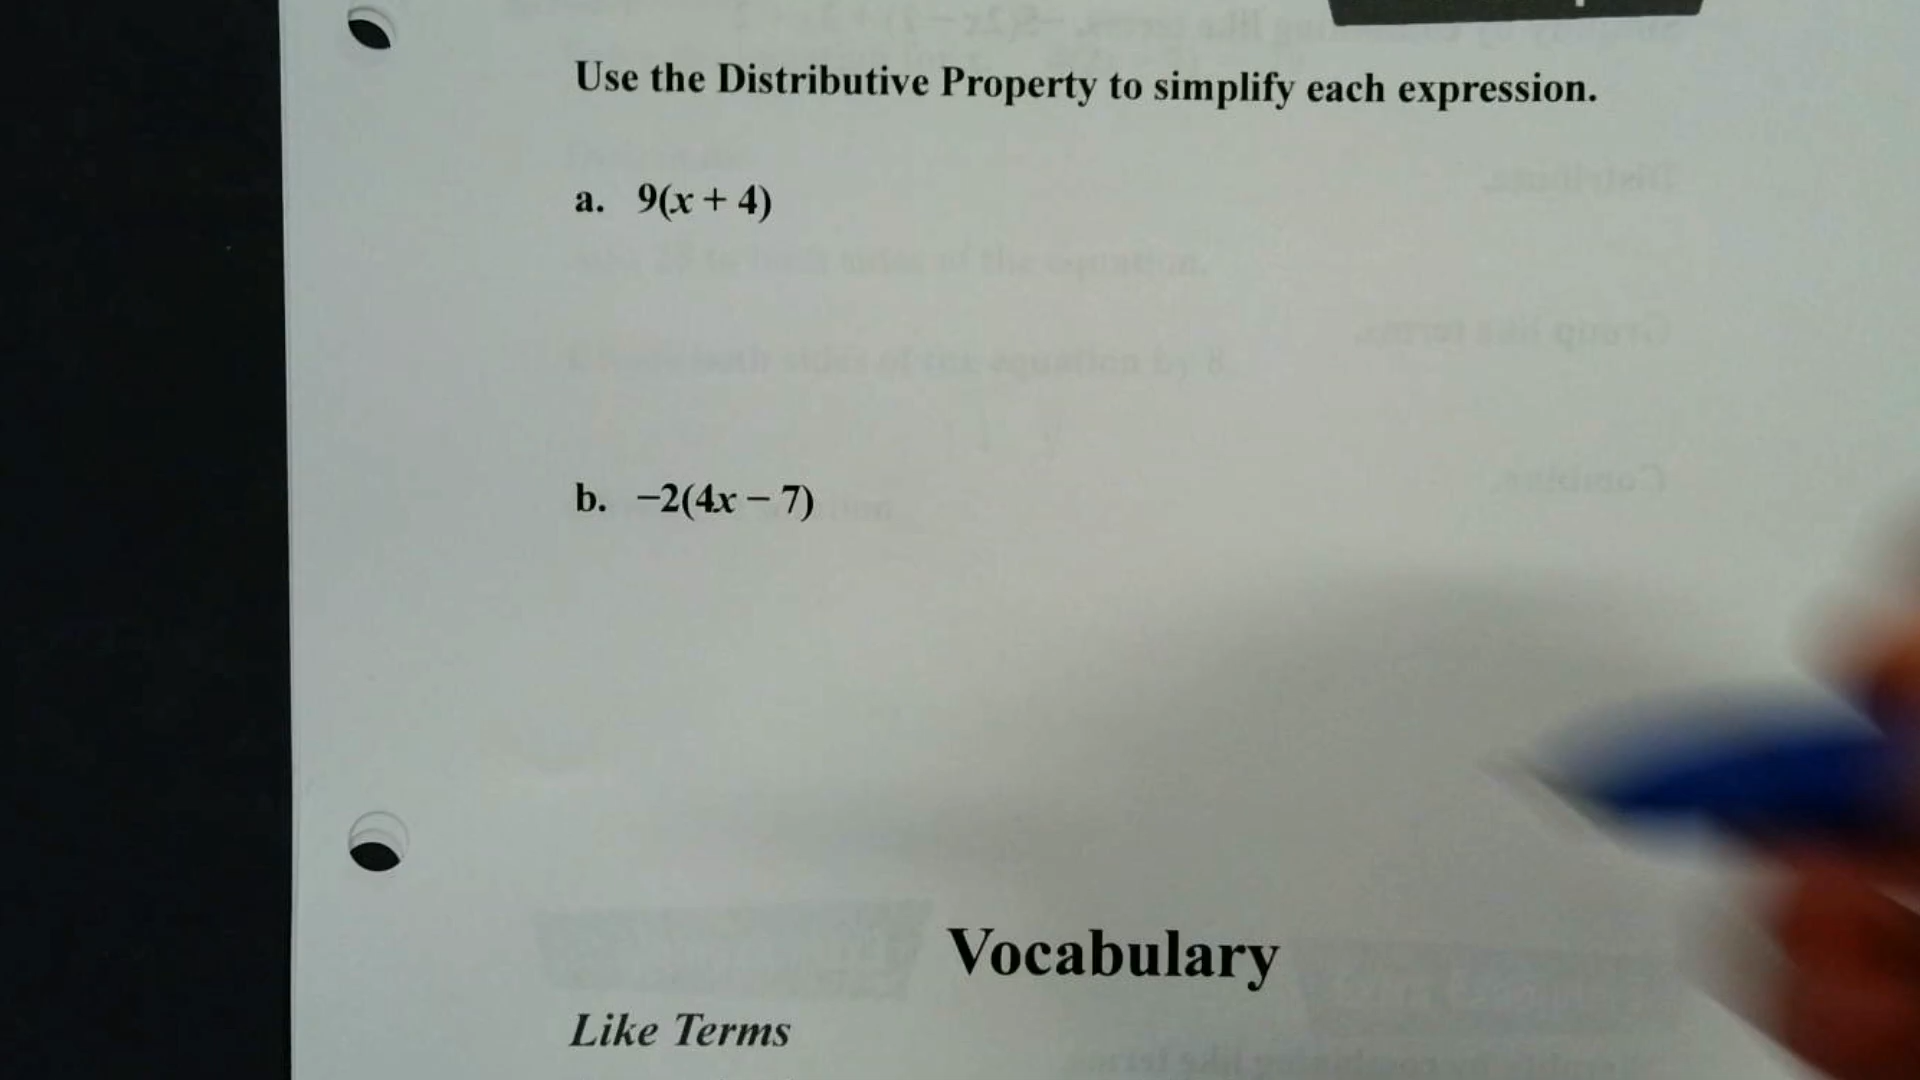 Use the Distributive Property to simplify each expression.
a. 9(x + 4)
b. −2(4x − 7)
Vocabulary
Like Terms